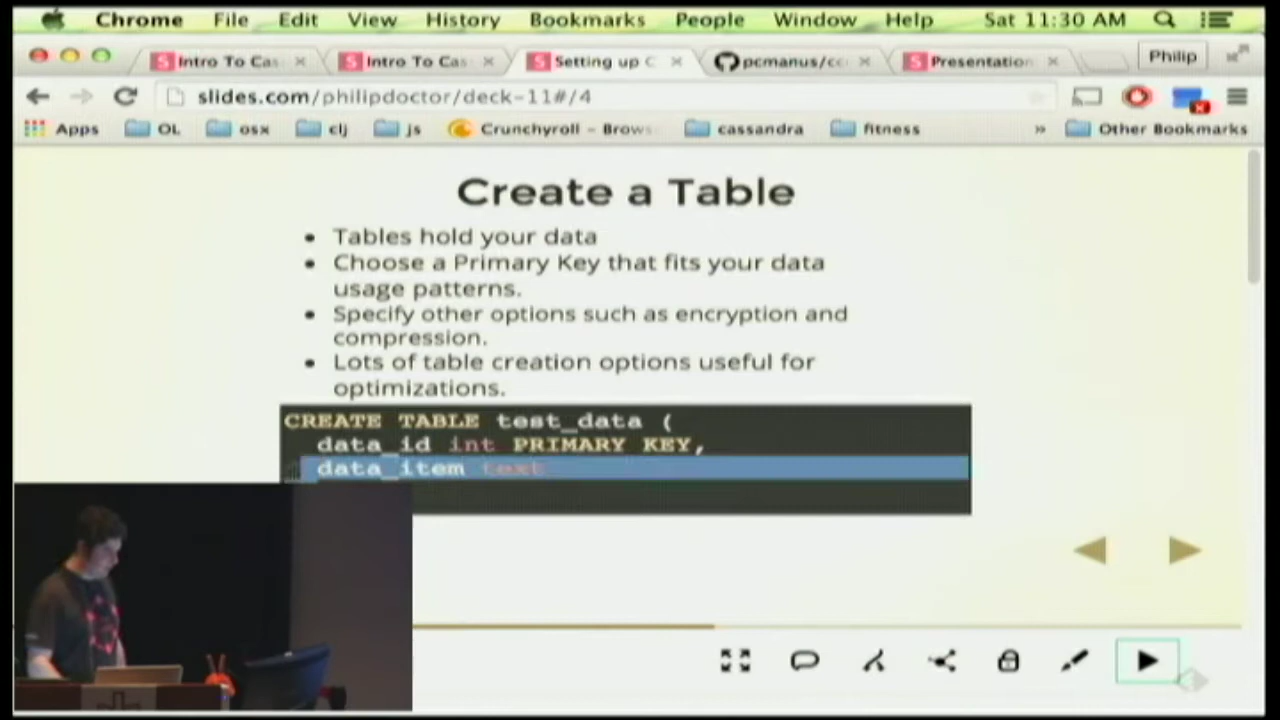 Chrome File Edit View History Bookmarks People Window Help Sat 11:30 AM
Intro To Cas Intro To Cas Setting up C pcmanus/cc Presentation Philip
slides.com/philipdoctor/deck-11#/4
Apps OL osx clj js Crunchyroll - Brows cassandra fitness » Other Bookmarks
Create a Table
Tables hold your data
Choose a Primary Key that fits your data
usage patterns.
Specify other options such as encryption and
compression.
Lots of table creation options useful for
optimizations.
CREATE TABLE test_data (
data_id int PRIMARY KEY,
data_item text